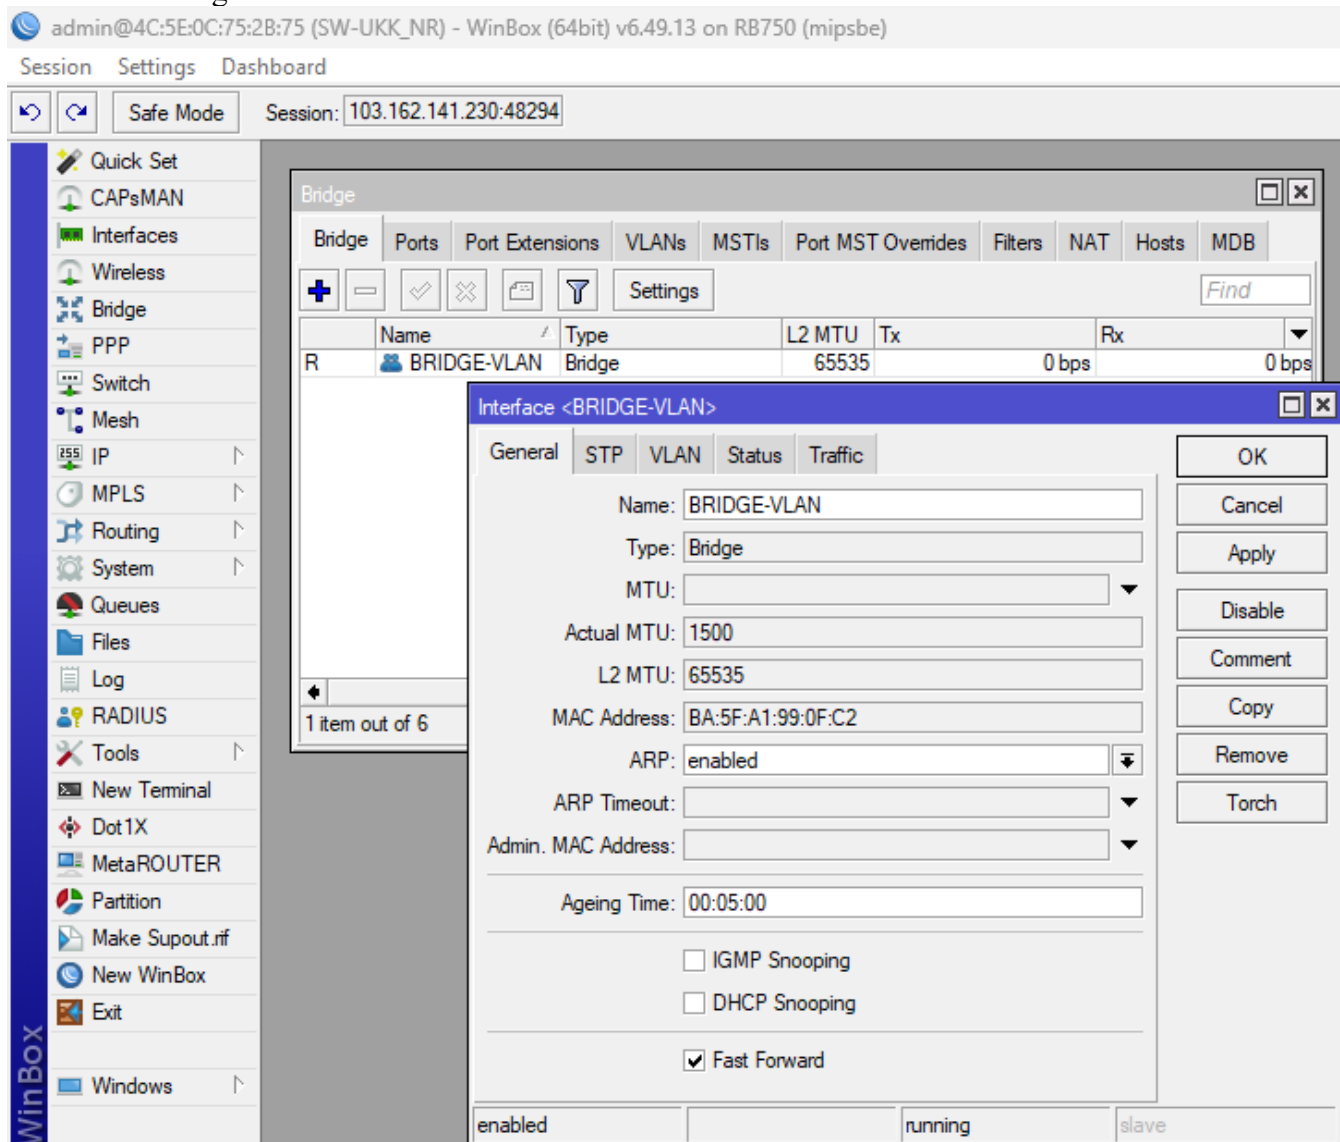 admin@4C:5E:0C:75:2B:75 (SW-UKK_NR) - WinBox (64bit) v6.49.13 on RB750 (mipsbe)
Session Settings Dashboard
Safe Mode Session: 103.162.141.230:48294
Quick Set
CAPsMAN
Interfaces
Wireless
Bridge
PPP
Switch
Mesh
IP
MPLS
Routing
System
Queues
Files
Log
RADIUS
Tools
New Terminal
Dot1X
MetaROUTER
Partition
Make Supout.rif
New WinBox
Exit
Windows
WinBox
Bridge
Bridge Ports Port Extensions VLANs MSTIs Port MST Overrides Filters NAT Hosts MDB
Settings Find
Name Type L2 MTU Tx Rx
R BRIDGE-VLAN Bridge 65535 0 bps 0 bps
1 item out of 6
Interface <BRIDGE-VLAN>
General STP VLAN Status Traffic
Name: BRIDGE-VLAN
Type: Bridge
MTU:
Actual MTU: 1500
L2 MTU: 65535
MAC Address: BA:5F:A1:99:0F:C2
ARP: enabled
ARP Timeout:
Admin. MAC Address:
Ageing Time: 00:05:00
IGMP Snooping
DHCP Snooping
Fast Forward
OK
Cancel
Apply
Disable
Comment
Copy
Remove
Torch
enabled running slave